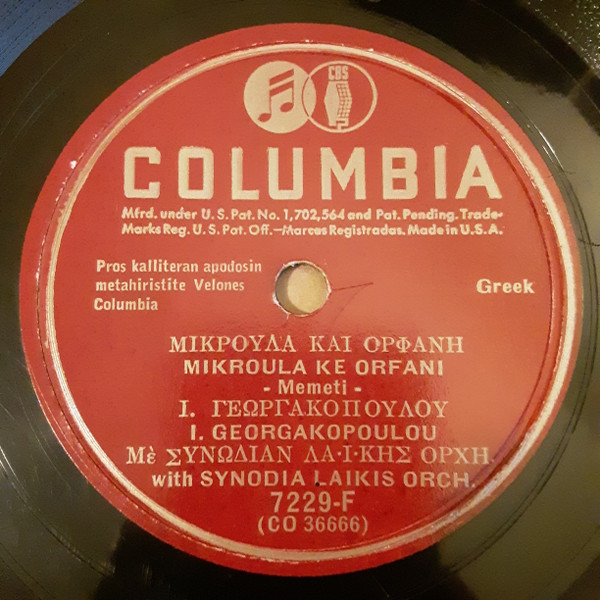 CBS
COLUMBIA
Mfrd. under U.S. Pat. No. 1,702,564 and Pat. Pending. Trade-
Marks Reg. U.S. Pat. Off.—Marcas Registradas. Made in U.S.A.
Pros kalliteran apodosin
metahiristite Velones
Columbia
Greek
ΜΙΚΡΟΥΛΑ ΚΑΙ ΟΡΦΑΝΗ
MIKROULA KE ORFANI
- Memeti -
Ι. ΓΕΩΡΓΑΚΟΠΟΥΛΟΥ
I. GEORGAKOPOULOU
Μὲ ΣΥΝΩΔΙΑΝ ΛΑ·Ι·ΚΗΣ ΟΡΧΗ.
with SYNODIA LAIKIS ORCH.
7229-F
(CO 36666)